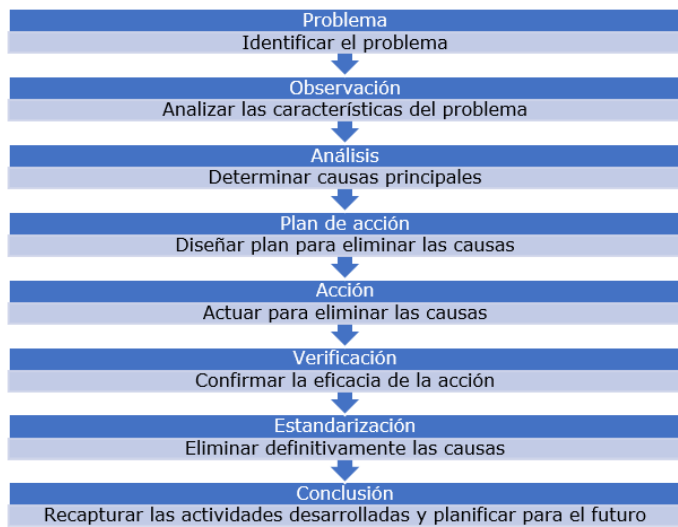 Problema
Identificar el problema
Observación
Analizar las características del problema
Análisis
Determinar causas principales
Plan de acción
Diseñar plan para eliminar las causas
Acción
Actuar para eliminar las causas
Verificación
Confirmar la eficacia de la acción
Estandarización
Eliminar definitivamente las causas
Conclusión
Recapturar las actividades desarrolladas y planificar para el futuro